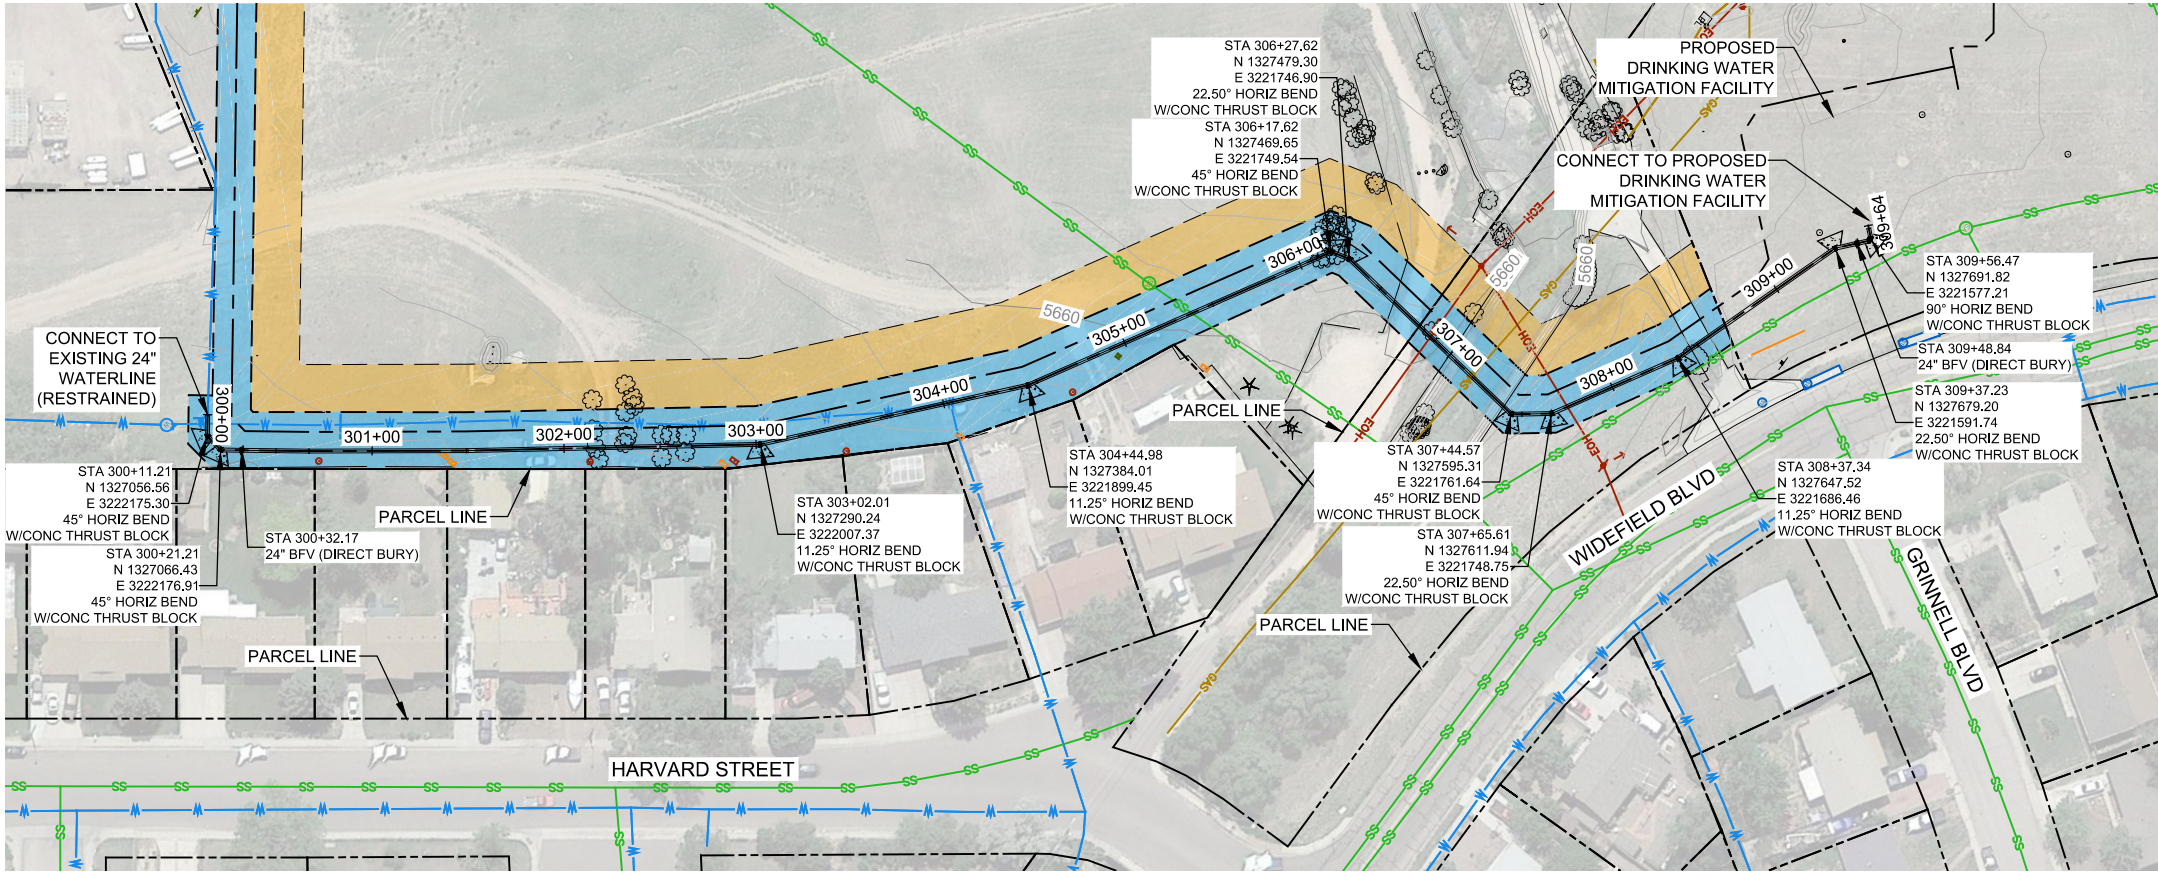 STA 306+27.62
N 1327479.30
E 3221746.90
22.50° HORIZ BEND
W/CONC THRUST BLOCK
STA 306+17.62
N 1327469.65
E 3221749.54
45° HORIZ BEND
W/CONC THRUST BLOCK
PROPOSED
DRINKING WATER
MITIGATION FACILITY
CONNECT TO PROPOSED
DRINKING WATER
MITIGATION FACILITY
CONNECT TO
EXISTING 24"
WATERLINE
(RESTRAINED)
300+00
301+00
302+00
303+00
304+00
305+00
306+00
307+00
308+00
309+00
309+64
5660
5660
5660
STA 309+56.47
N 1327691.82
E 3221577.21
90° HORIZ BEND
W/CONC THRUST BLOCK
STA 309+48.84
24" BFV (DIRECT BURY)
STA 309+37.23
N 1327679.20
E 3221591.74
22.50° HORIZ BEND
W/CONC THRUST BLOCK
STA 300+11.21
N 1327056.56
E 3222175.30
45° HORIZ BEND
W/CONC THRUST BLOCK
STA 300+21.21
N 1327066.43
E 3222176.91
45° HORIZ BEND
W/CONC THRUST BLOCK
STA 300+32.17
24" BFV (DIRECT BURY)
PARCEL LINE
STA 303+02.01
N 1327290.24
E 3222007.37
11.25° HORIZ BEND
W/CONC THRUST BLOCK
STA 304+44.98
N 1327384.01
E 3221899.45
11.25° HORIZ BEND
W/CONC THRUST BLOCK
PARCEL LINE
STA 307+44.57
N 1327595.31
E 3221761.64
45° HORIZ BEND
W/CONC THRUST BLOCK
STA 307+65.61
N 1327611.94
E 3221748.75
22.50° HORIZ BEND
W/CONC THRUST BLOCK
STA 308+37.34
N 1327647.52
E 3221686.46
11.25° HORIZ BEND
W/CONC THRUST BLOCK
WIDEFIELD BLVD
GRINNELL BLVD
PARCEL LINE
PARCEL LINE
HARVARD STREET
GAS
GAS
GAS
GAS
GAS
EOH
EOH
EOH
EOH